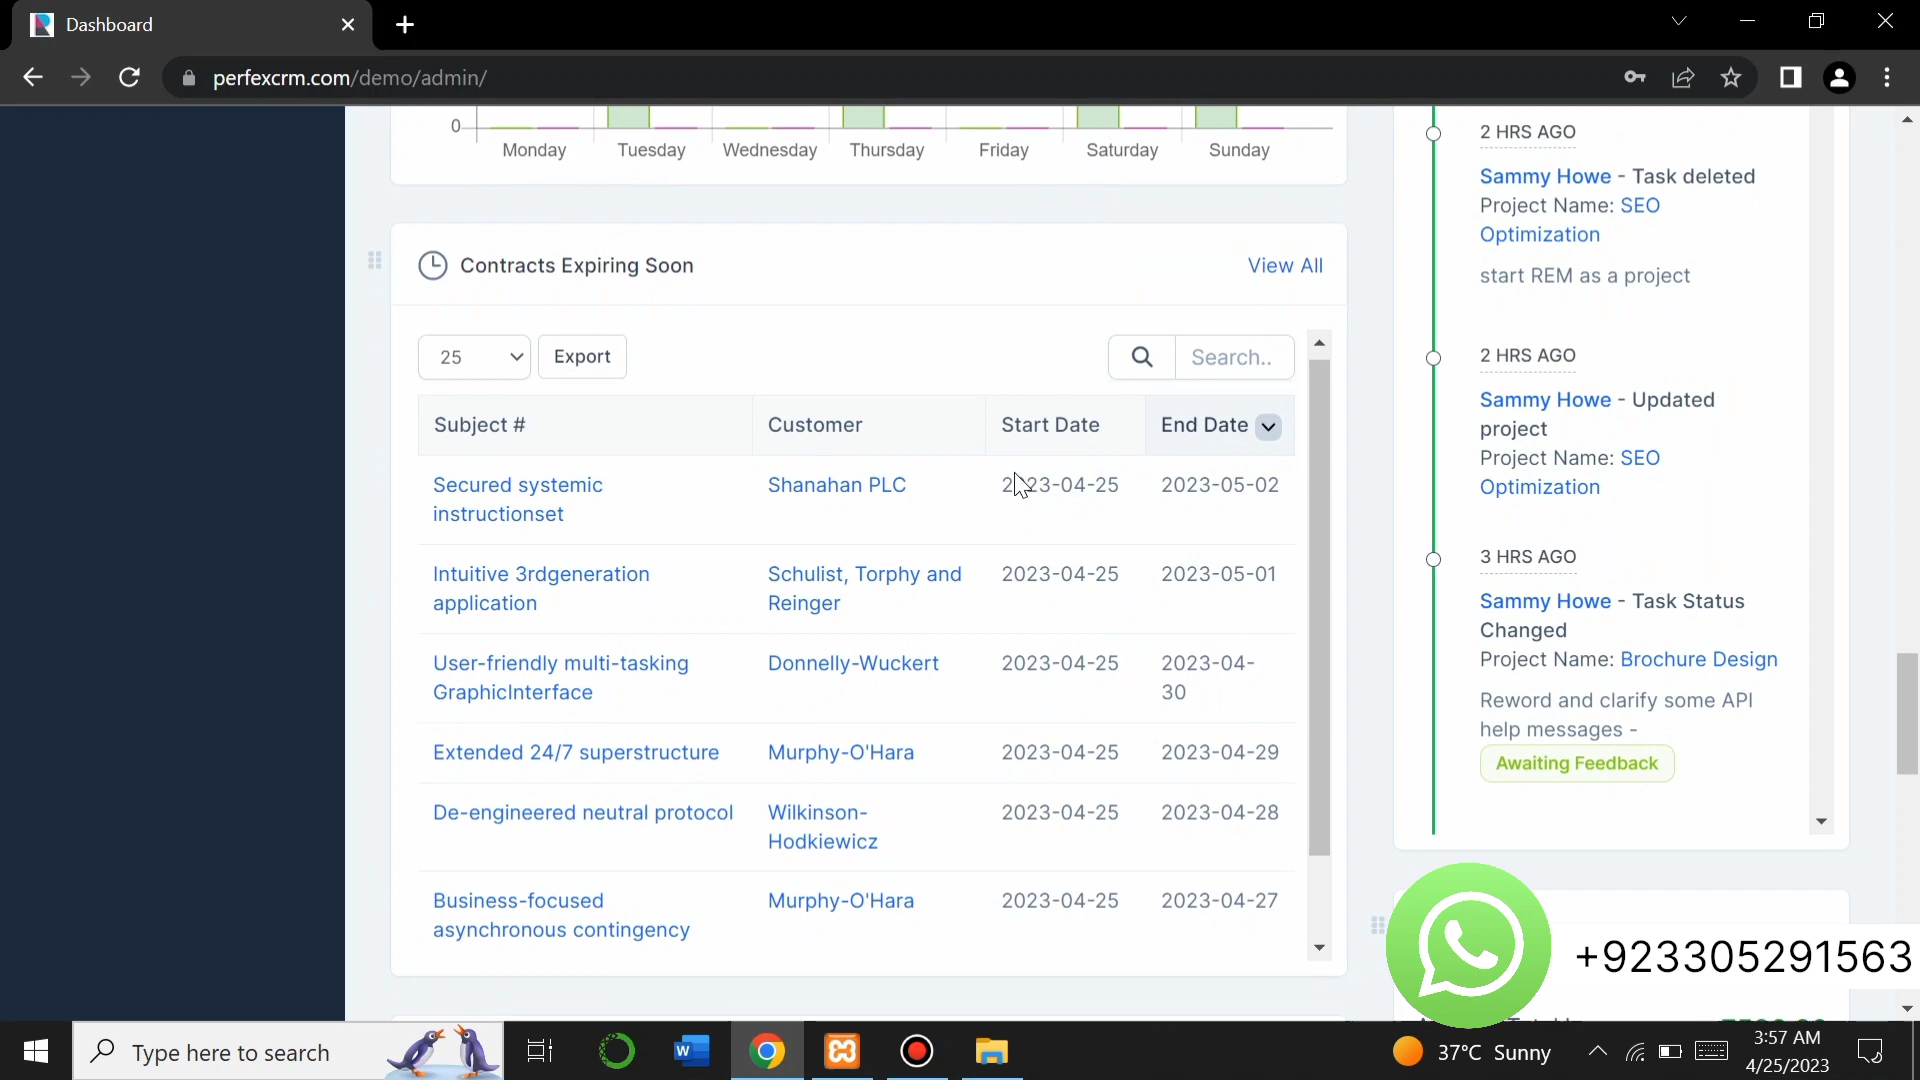 Dashboard
perfexcrm.com/demo/admin/
0
Monday Tuesday Wednesday Thursday Friday Saturday Sunday
Contracts Expiring Soon View All
25 Export Search..
Subject # Customer Start Date End Date
Secured systemic Shanahan PLC 2023-04-25 2023-05-02
instructionset
Intuitive 3rdgeneration Schulist, Torphy and 2023-04-25 2023-05-01
application Reinger
User-friendly multi-tasking Donnelly-Wuckert 2023-04-25 2023-04-
GraphicInterface 30
Extended 24/7 superstructure Murphy-O'Hara 2023-04-25 2023-04-29
De-engineered neutral protocol Wilkinson- 2023-04-25 2023-04-28
Hodkiewicz
Business-focused Murphy-O'Hara 2023-04-25 2023-04-27
asynchronous contingency
2 HRS AGO
Sammy Howe - Task deleted
Project Name: SEO
Optimization
start REM as a project
2 HRS AGO
Sammy Howe - Updated
project
Project Name: SEO
Optimization
3 HRS AGO
Sammy Howe - Task Status
Changed
Project Name: Brochure Design
Reword and clarify some API
help messages -
Awaiting Feedback
+923305291563
Type here to search
37°C Sunny
3:57 AM
4/25/2023